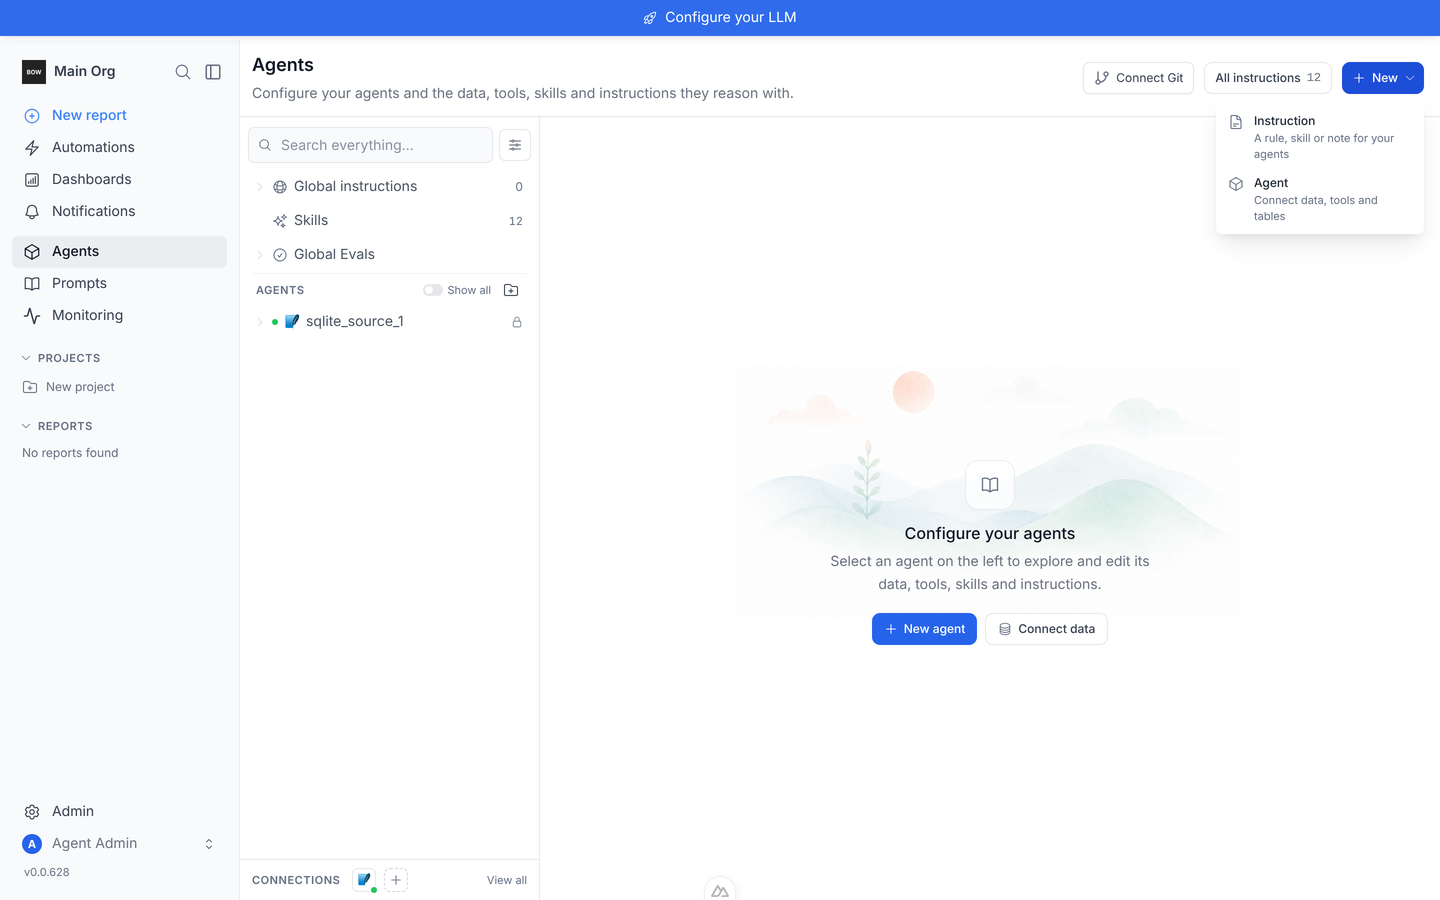 Configure your LLM
BOW
Main Org
New report
Automations
Dashboards
Notifications
Agents
Prompts
Monitoring
PROJECTS
New project
REPORTS
No reports found
Admin
A
Agent Admin
v0.0.628
Agents
Configure your agents and the data, tools, skills and instructions they reason with.
Connect Git
All instructions 12
New
Instruction
A rule, skill or note for your
agents
Agent
Connect data, tools and
tables
Search everything...
Global instructions 0
Skills 12
Global Evals
AGENTS
Show all
sqlite_source_1
Configure your agents
Select an agent on the left to explore and edit its
data, tools, skills and instructions.
New agent
Connect data
CONNECTIONS
View all